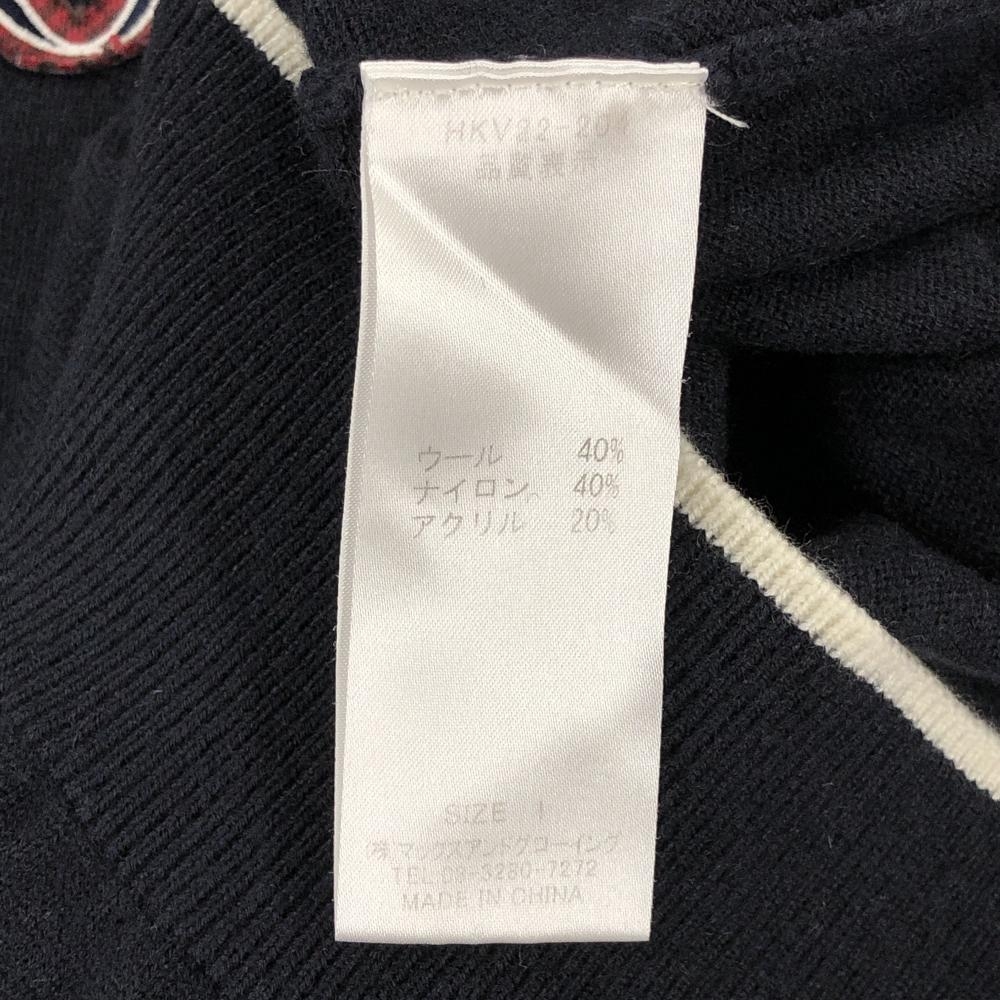 HKV22-204
品質表示
ウール 40%
ナイロン 40%
アクリル 20%
SIZE I
(株)マックスアンドグローイング
TEL.03-3280-7272
MADE IN CHINA